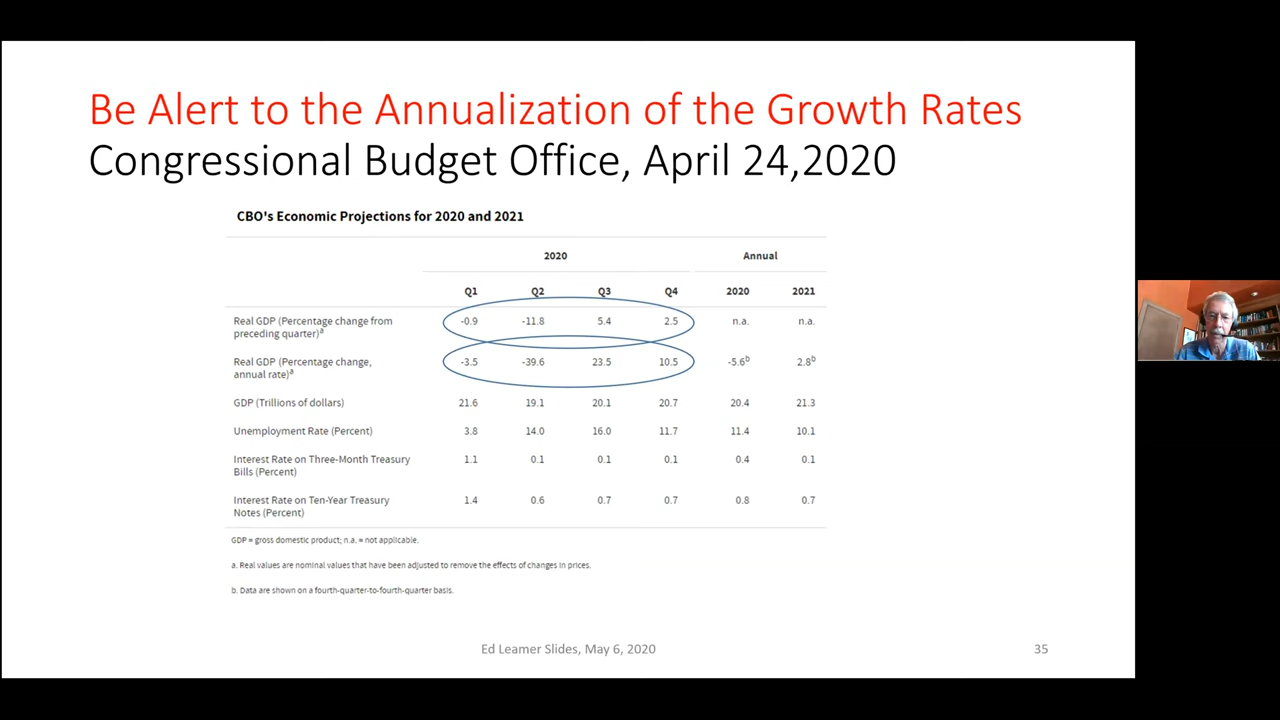 Be Alert to the Annualization of the Growth Rates
Congressional Budget Office, April 24,2020
CBO's Economic Projections for 2020 and 2021
2020 Annual
Q1 Q2 Q3 Q4 2020 2021
Real GDP (Percentage change from
preceding quarter)ᵃ -0.9 -11.8 5.4 2.5 n.a. n.a.
Real GDP (Percentage change,
annual rate)ᵃ -3.5 -39.6 23.5 10.5 -5.6ᵇ 2.8ᵇ
GDP (Trillions of dollars) 21.6 19.1 20.1 20.7 20.4 21.3
Unemployment Rate (Percent) 3.8 14.0 16.0 11.7 11.4 10.1
Interest Rate on Three-Month Treasury
Bills (Percent) 1.1 0.1 0.1 0.1 0.4 0.1
Interest Rate on Ten-Year Treasury
Notes (Percent) 1.4 0.6 0.7 0.7 0.8 0.7
GDP = gross domestic product; n.a. = not applicable.
a. Real values are nominal values that have been adjusted to remove the effects of changes in prices.
b. Data are shown on a fourth-quarter-to-fourth-quarter basis.
Ed Leamer Slides, May 6, 2020 35